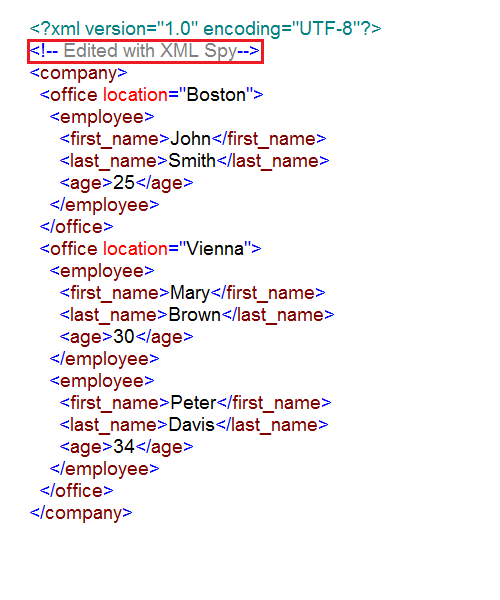 <?xml version="1.0" encoding="UTF-8"?>
<!-- Edited with XML Spy-->
<company>
<office location="Boston">
<employee>
<first_name>John</first_name>
<last_name>Smith</last_name>
<age>25</age>
</employee>
</office>
<office location="Vienna">
<employee>
<first_name>Mary</first_name>
<last_name>Brown</last_name>
<age>30</age>
</employee>
<employee>
<first_name>Peter</first_name>
<last_name>Davis</last_name>
<age>34</age>
</employee>
</office>
</company>